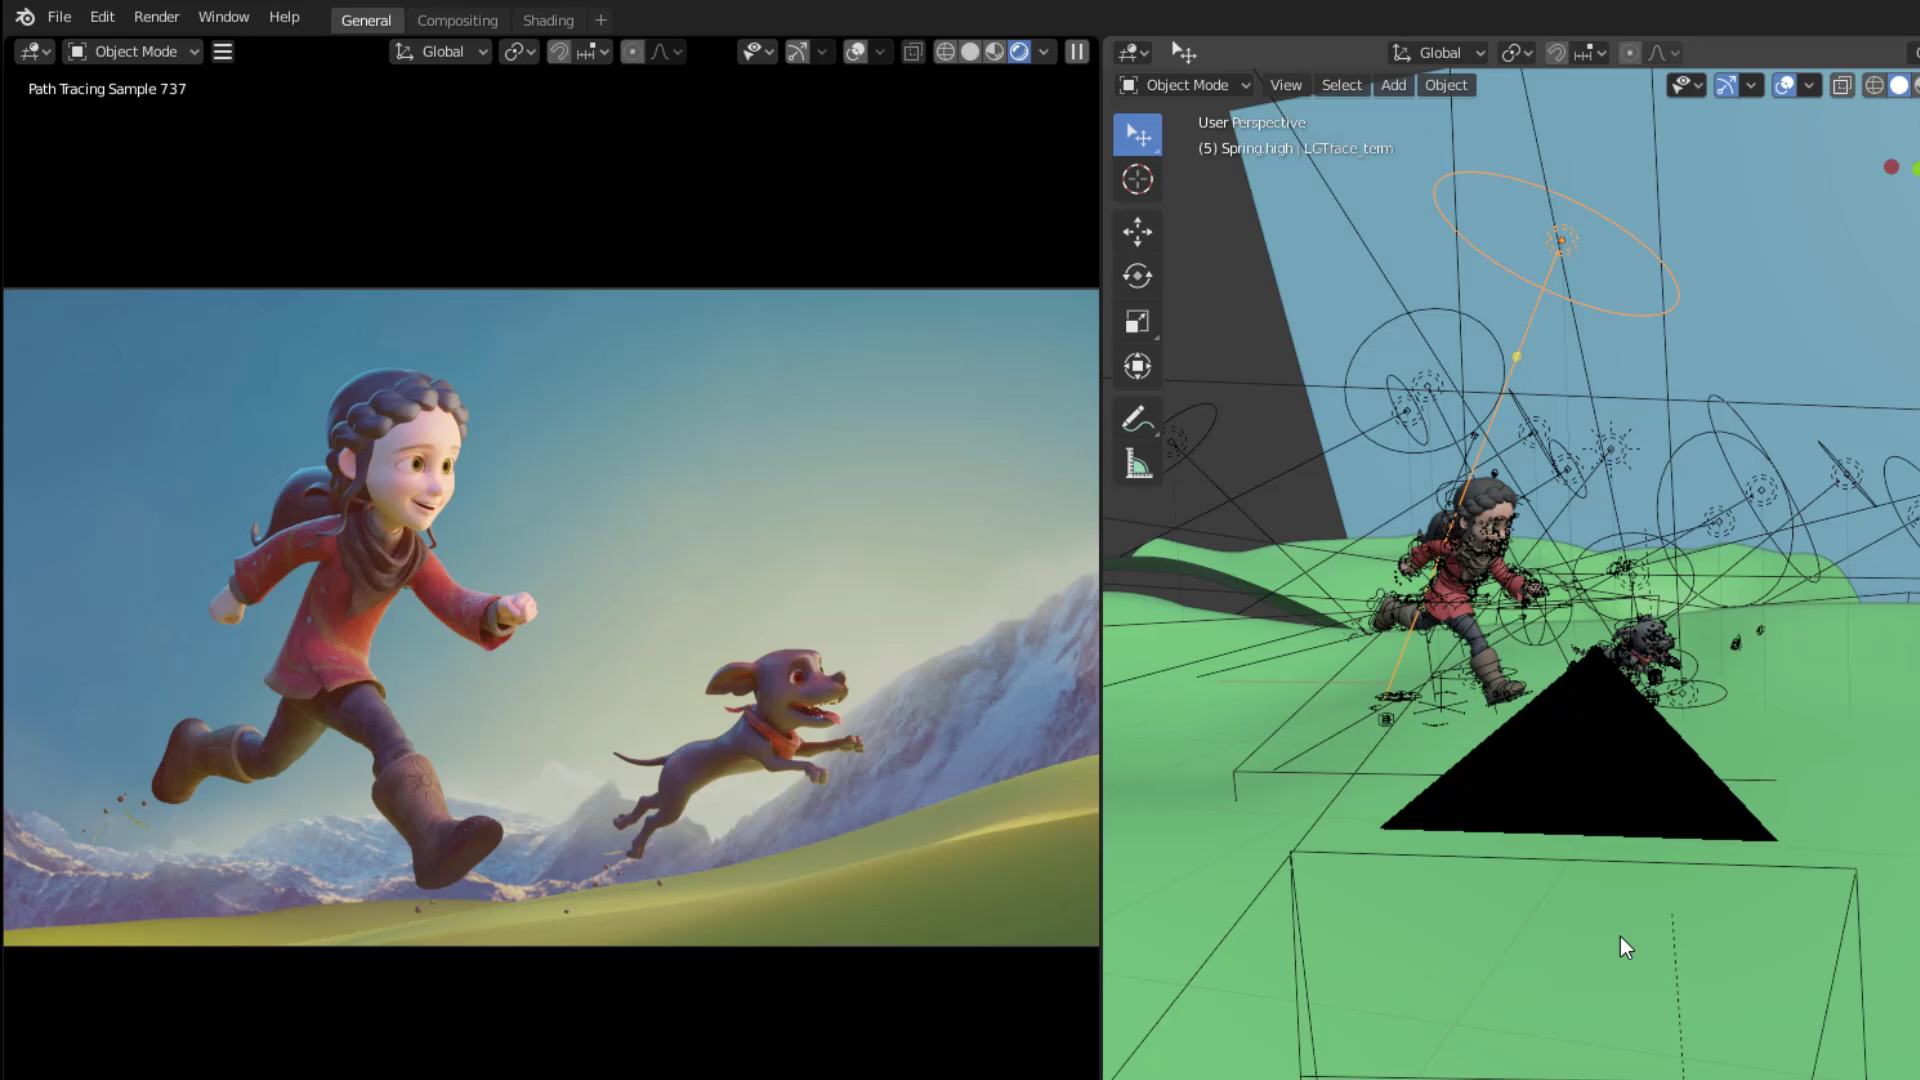 File Edit Render Window Help General Compositing Shading +
Object Mode Global
Path Tracing Sample 737
Global
Object Mode View Select Add Object
User Perspective
(5) Spring.high | LGTface_term